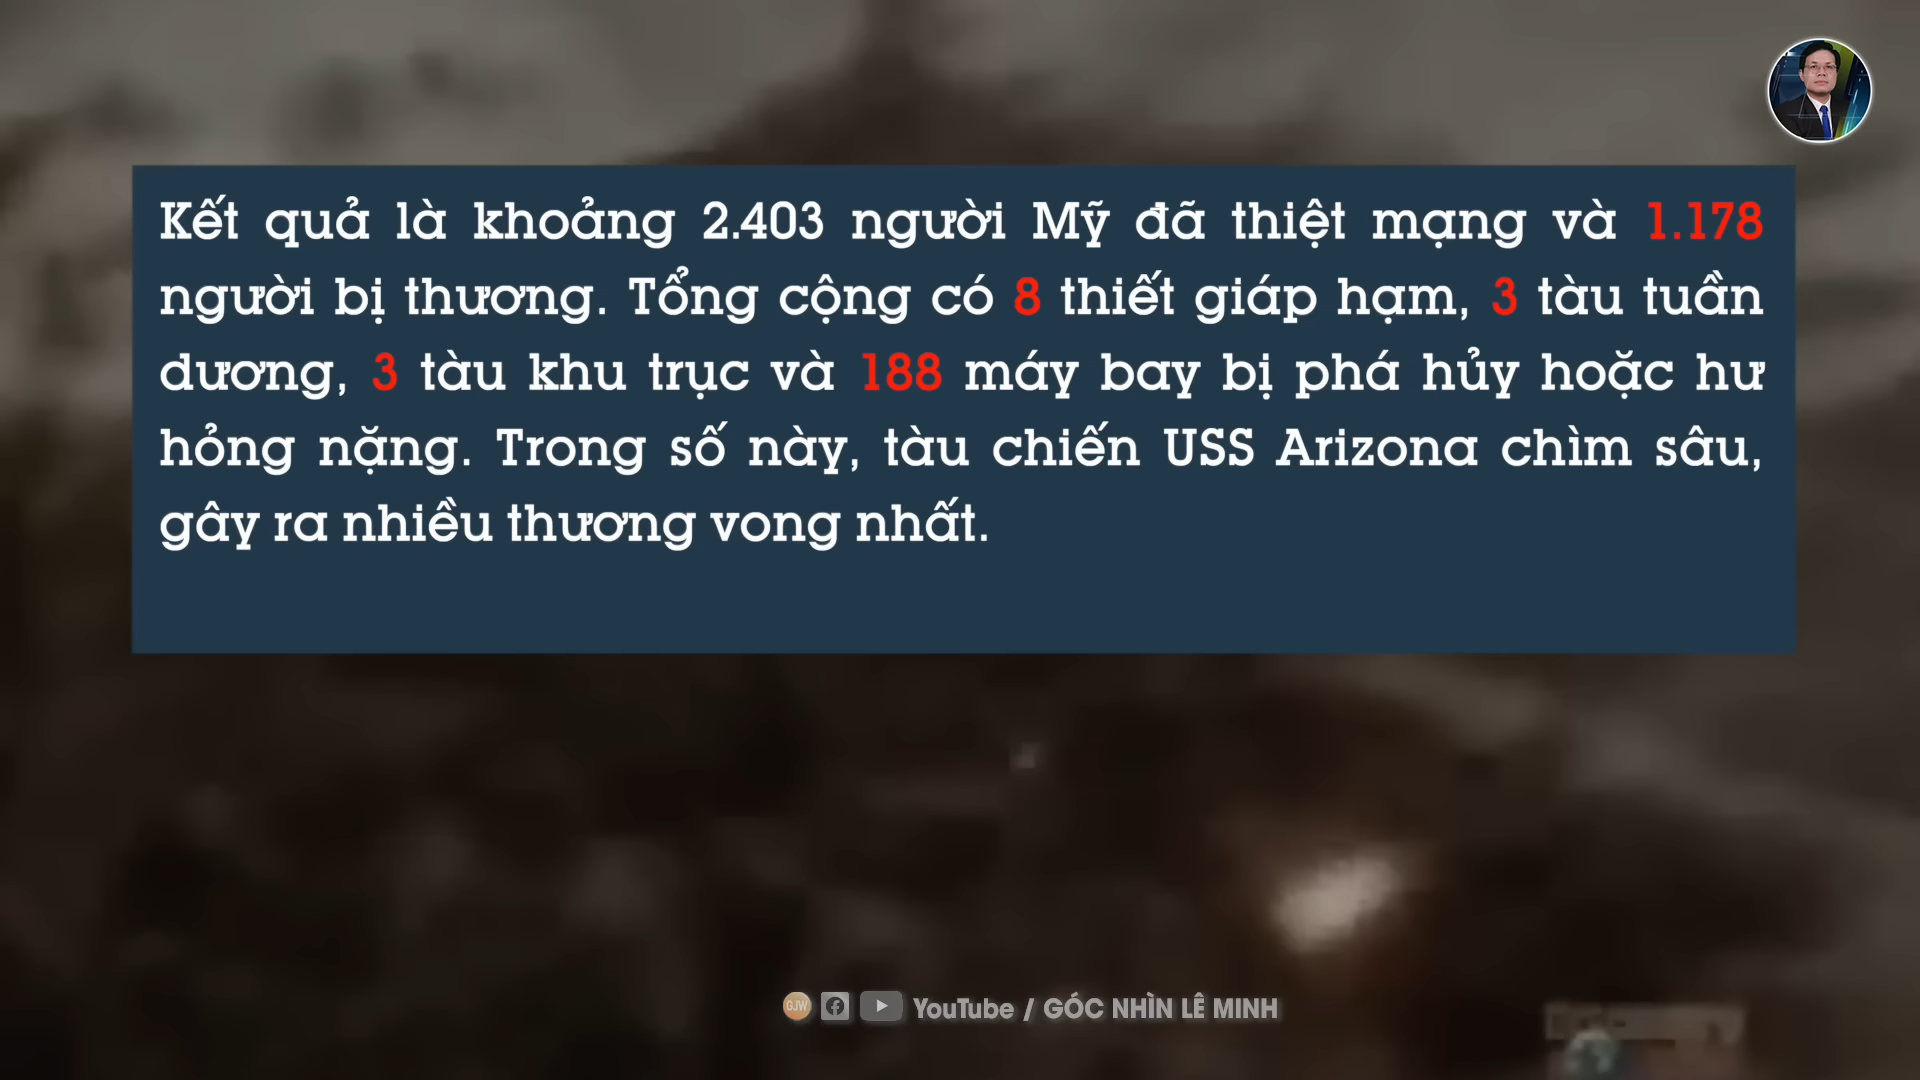 Kết quả là khoảng 2.403 người Mỹ đã thiệt mạng và 1.178
người bị thương. Tổng cộng có 8 thiết giáp hạm, 3 tàu tuần
dương, 3 tàu khu trục và 188 máy bay bị phá hủy hoặc hư
hỏng nặng. Trong số này, tàu chiến USS Arizona chìm sâu,
gây ra nhiều thương vong nhất.
GJW YouTube / GÓC NHÌN LÊ MINH